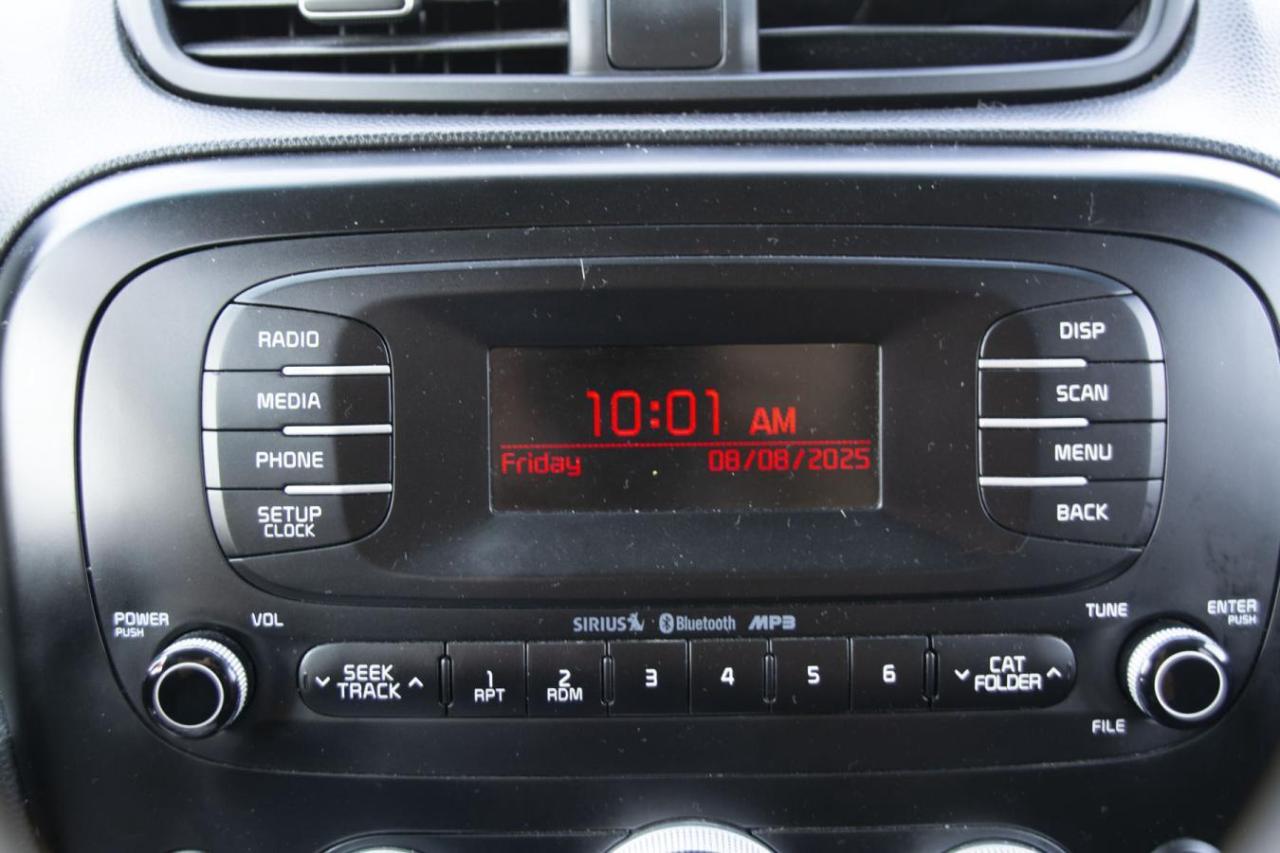 RADIO
MEDIA
PHONE
SETUP
CLOCK
10:01 AM
Friday 08/08/2025
DISP
SCAN
MENU
BACK
POWER
PUSH
VOL
SIRIUS Bluetooth MP3
TUNE
ENTER
PUSH
SEEK
TRACK
1
RPT
2
RDM
3
4
5
6
CAT
FOLDER
FILE